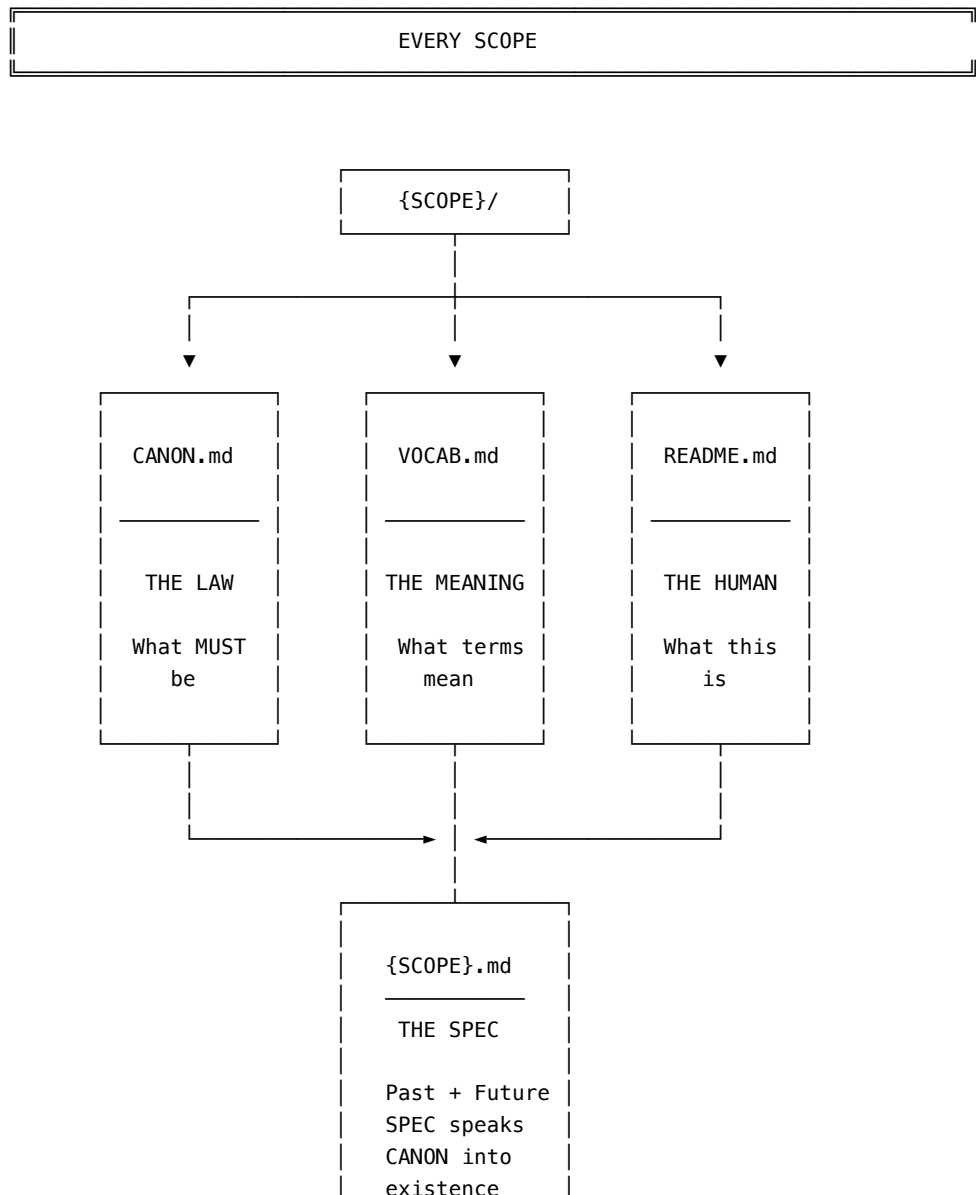 EVERY SCOPE
{SCOPE}/
CANON.md VOCAB.md README.md
THE LAW THE MEANING THE HUMAN
What MUST What terms What this
be mean is
{SCOPE}.md
THE SPEC
Past + Future
SPEC speaks
CANON into
existence